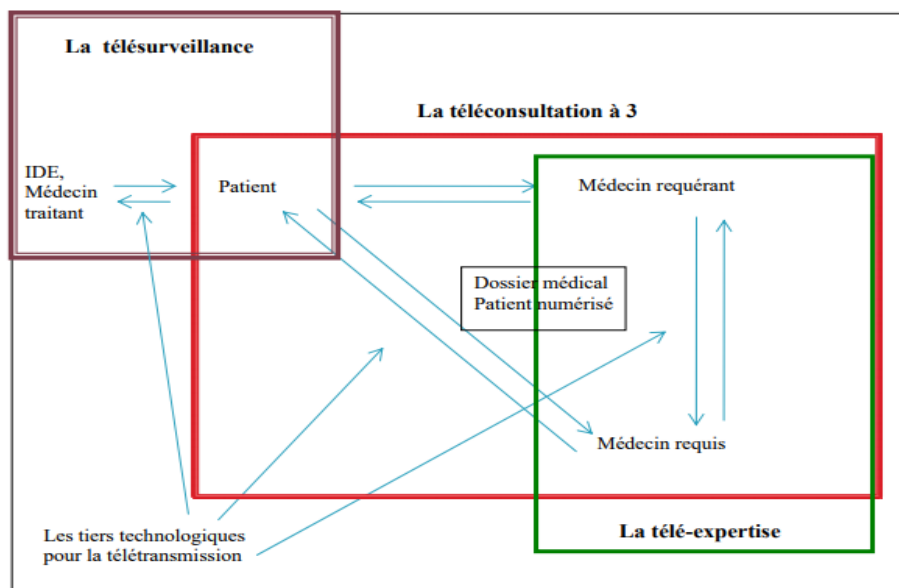 La télésurveillance
La téléconsultation à 3
IDE,
Médecin
traitant
Patient
Médecin requérant
Dossier médical
Patient numérisé
Médecin requis
Les tiers technologiques
pour la télétransmission
La télé-expertise